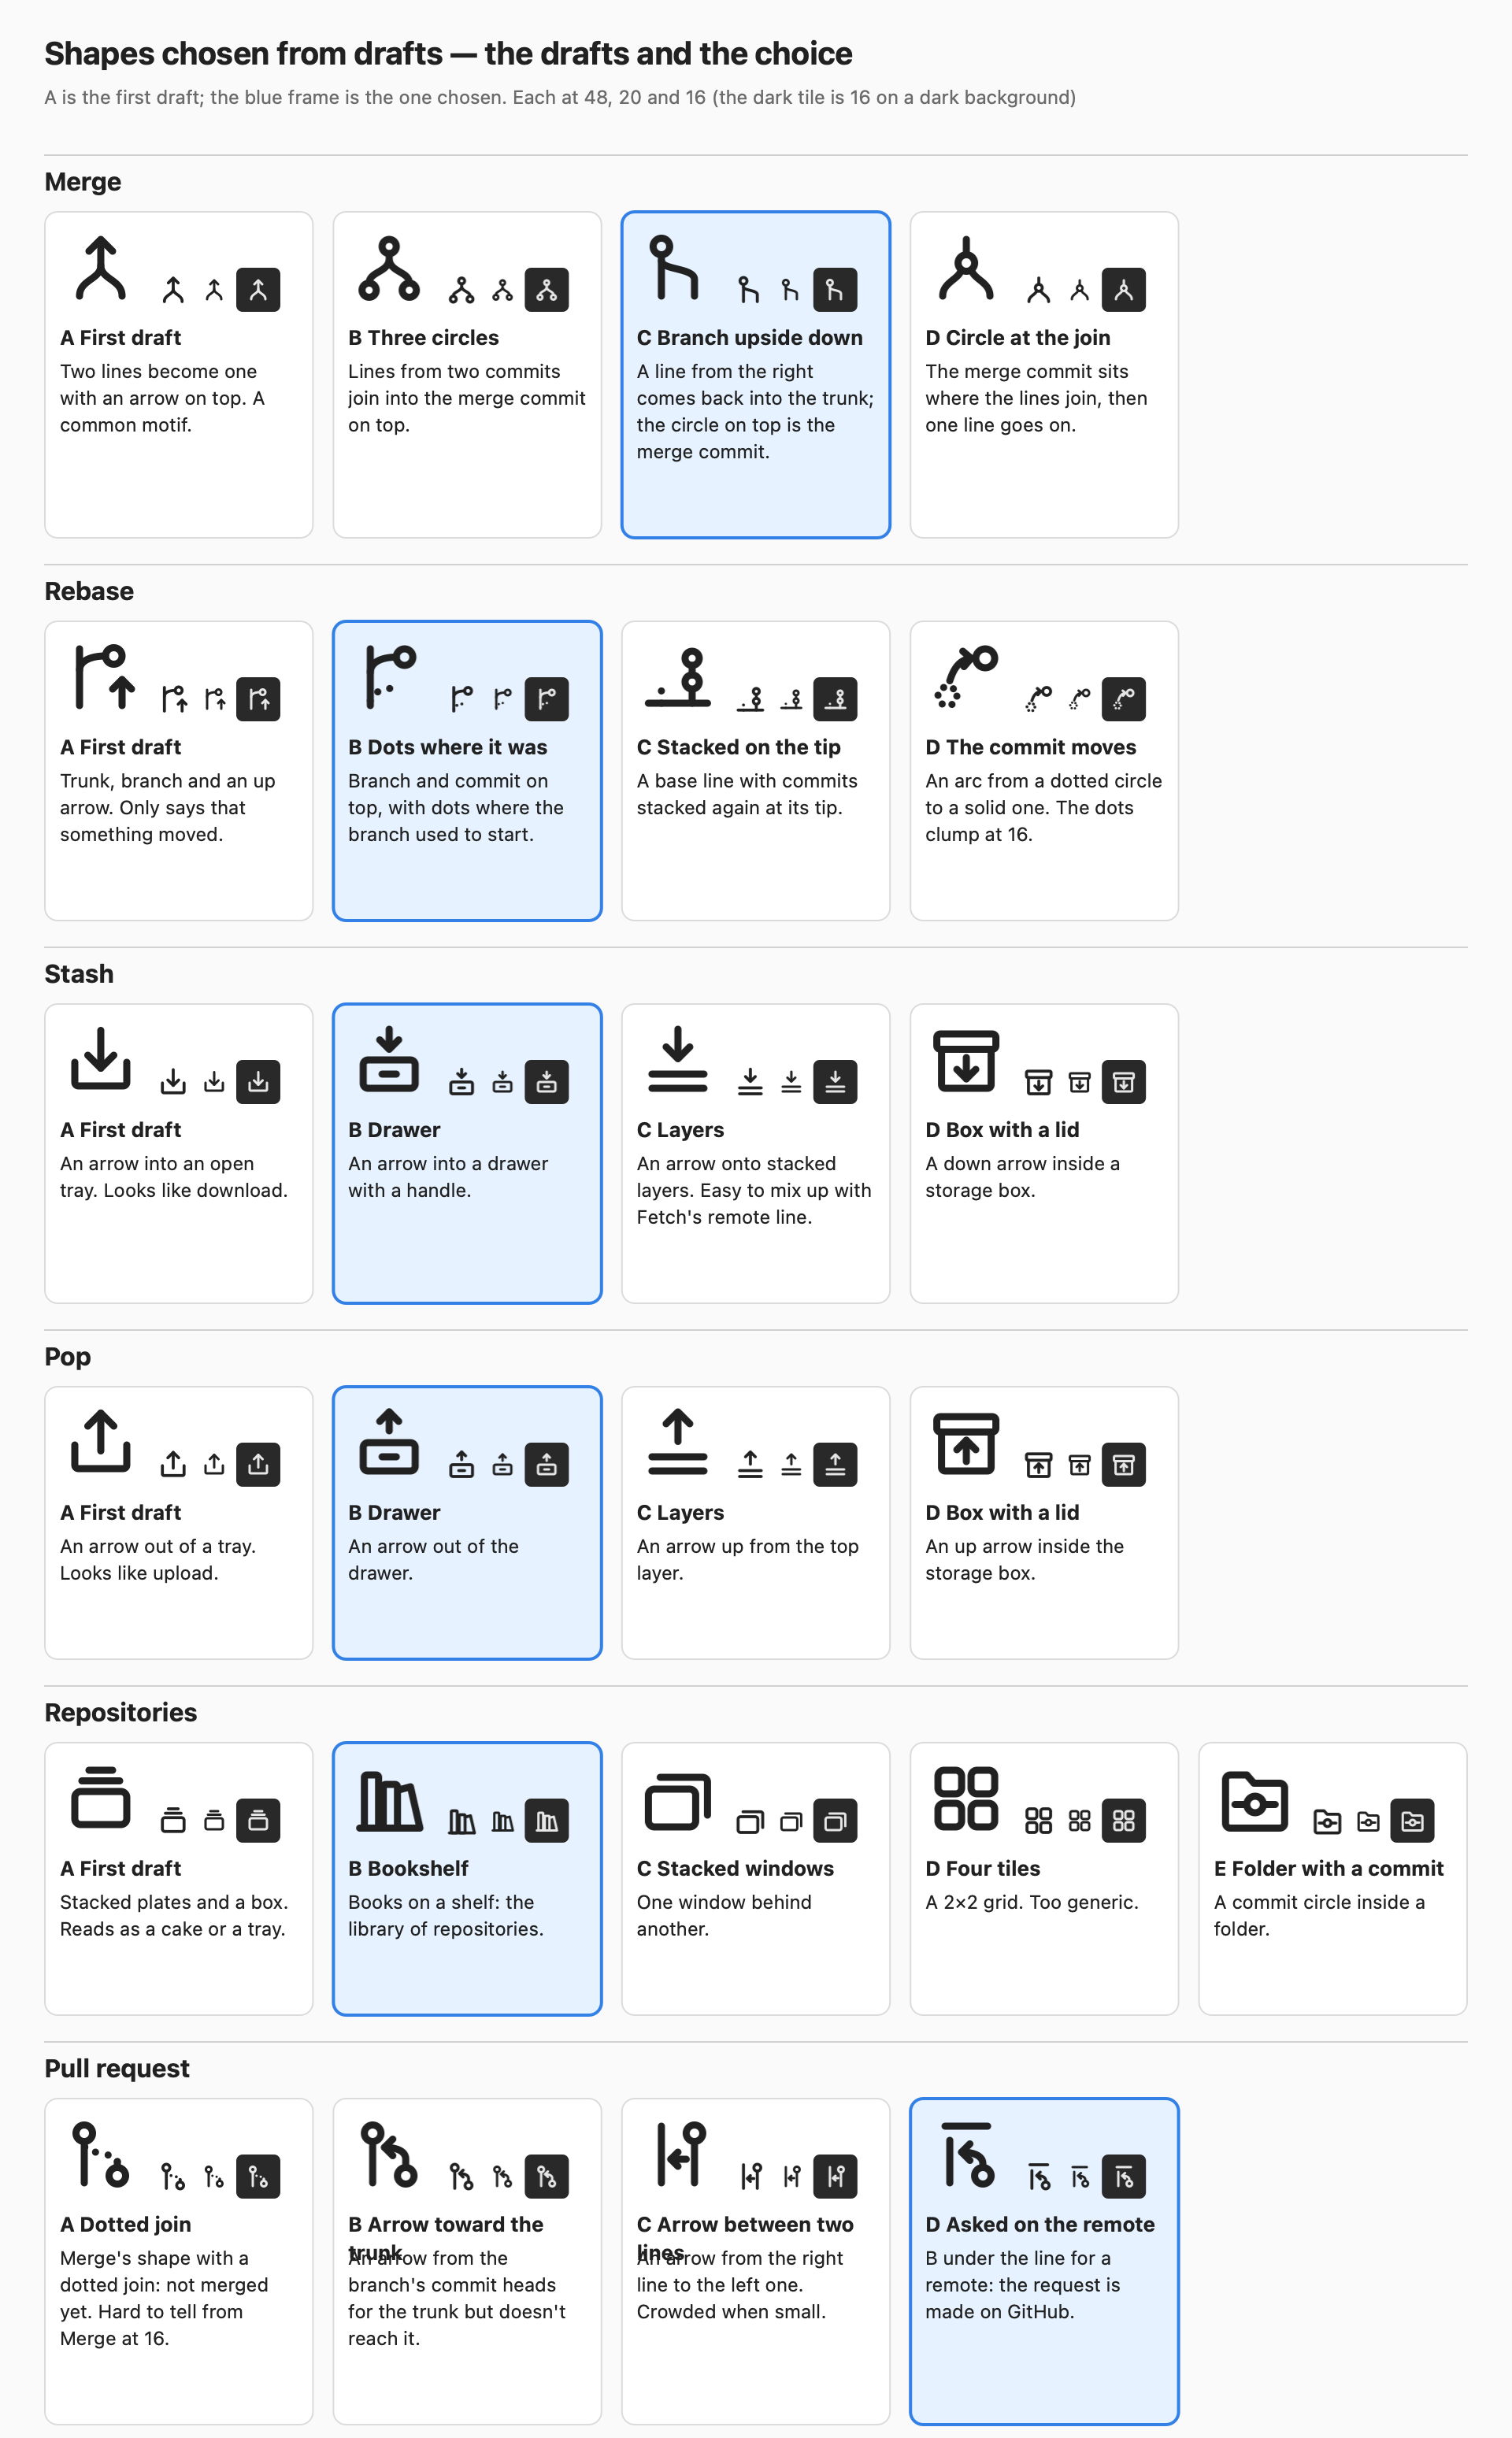 Shapes chosen from drafts — the drafts and the choice
A is the first draft; the blue frame is the one chosen. Each at 48, 20 and 16 (the dark tile is 16 on a dark background)
Merge
A First draft
Two lines become one
with an arrow on top. A
common motif.
B Three circles
Lines from two commits
join into the merge commit
on top.
C Branch upside down
A line from the right
comes back into the trunk;
the circle on top is the
merge commit.
D Circle at the join
The merge commit sits
where the lines join, then
one line goes on.
Rebase
A First draft
Trunk, branch and an up
arrow. Only says that
something moved.
B Dots where it was
Branch and commit on
top, with dots where the
branch used to start.
C Stacked on the tip
A base line with commits
stacked again at its tip.
D The commit moves
An arc from a dotted circle
to a solid one. The dots
clump at 16.
Stash
A First draft
An arrow into an open
tray. Looks like download.
B Drawer
An arrow into a drawer
with a handle.
C Layers
An arrow onto stacked
layers. Easy to mix up with
Fetch's remote line.
D Box with a lid
A down arrow inside a
storage box.
Pop
A First draft
An arrow out of a tray.
Looks like upload.
B Drawer
An arrow out of the
drawer.
C Layers
An arrow up from the top
layer.
D Box with a lid
An up arrow inside the
storage box.
Repositories
A First draft
Stacked plates and a box.
Reads as a cake or a tray.
B Bookshelf
Books on a shelf: the
library of repositories.
C Stacked windows
One window behind
another.
D Four tiles
A 2×2 grid. Too generic.
E Folder with a commit
A commit circle inside a
folder.
Pull request
A Dotted join
Merge's shape with a
dotted join: not merged
yet. Hard to tell from
Merge at 16.
B Arrow toward the
trunk
An arrow from the
branch's commit heads
for the trunk but doesn't
reach it.
C Arrow between two
lines
An arrow from the right
line to the left one.
Crowded when small.
D Asked on the remote
B under the line for a
remote: the request is
made on GitHub.